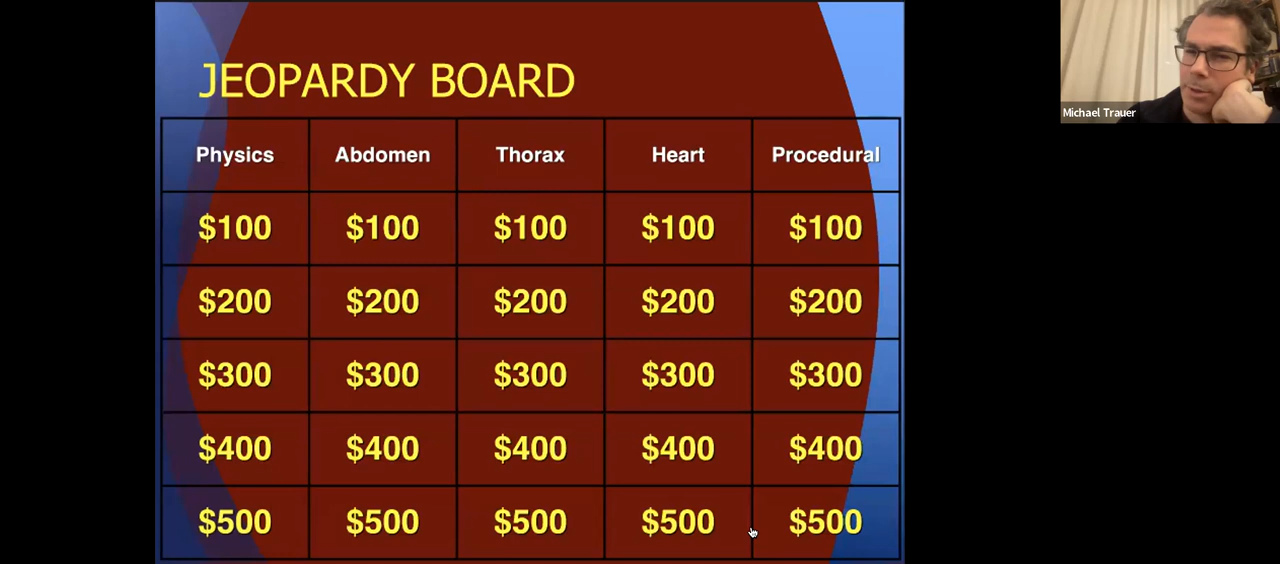 JEOPARDY BOARD
Physics Abdomen Thorax Heart Procedural
$100 $100 $100 $100 $100
$200 $200 $200 $200 $200
$300 $300 $300 $300 $300
$400 $400 $400 $400 $400
$500 $500 $500 $500 $500
Michael Trauer